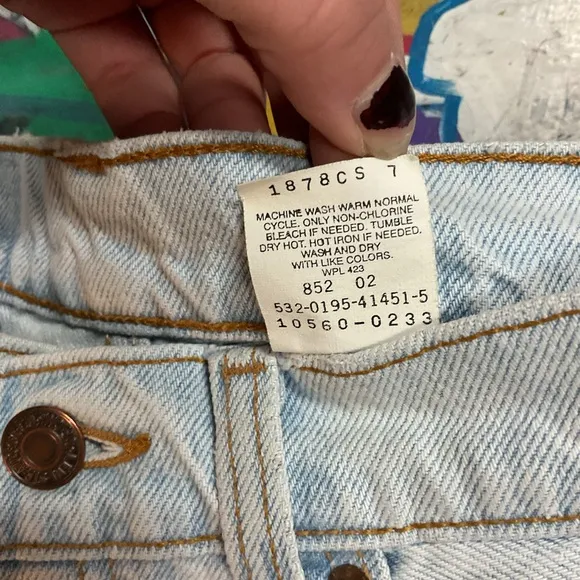 1878CS 7
MACHINE WASH WARM NORMAL
CYCLE. ONLY NON-CHLORINE
BLEACH IF NEEDED. TUMBLE
DRY HOT. HOT IRON IF NEEDED.
WASH AND DRY
WITH LIKE COLORS.
WPL 423
852 02
532-0195-41451-5
10560-0233